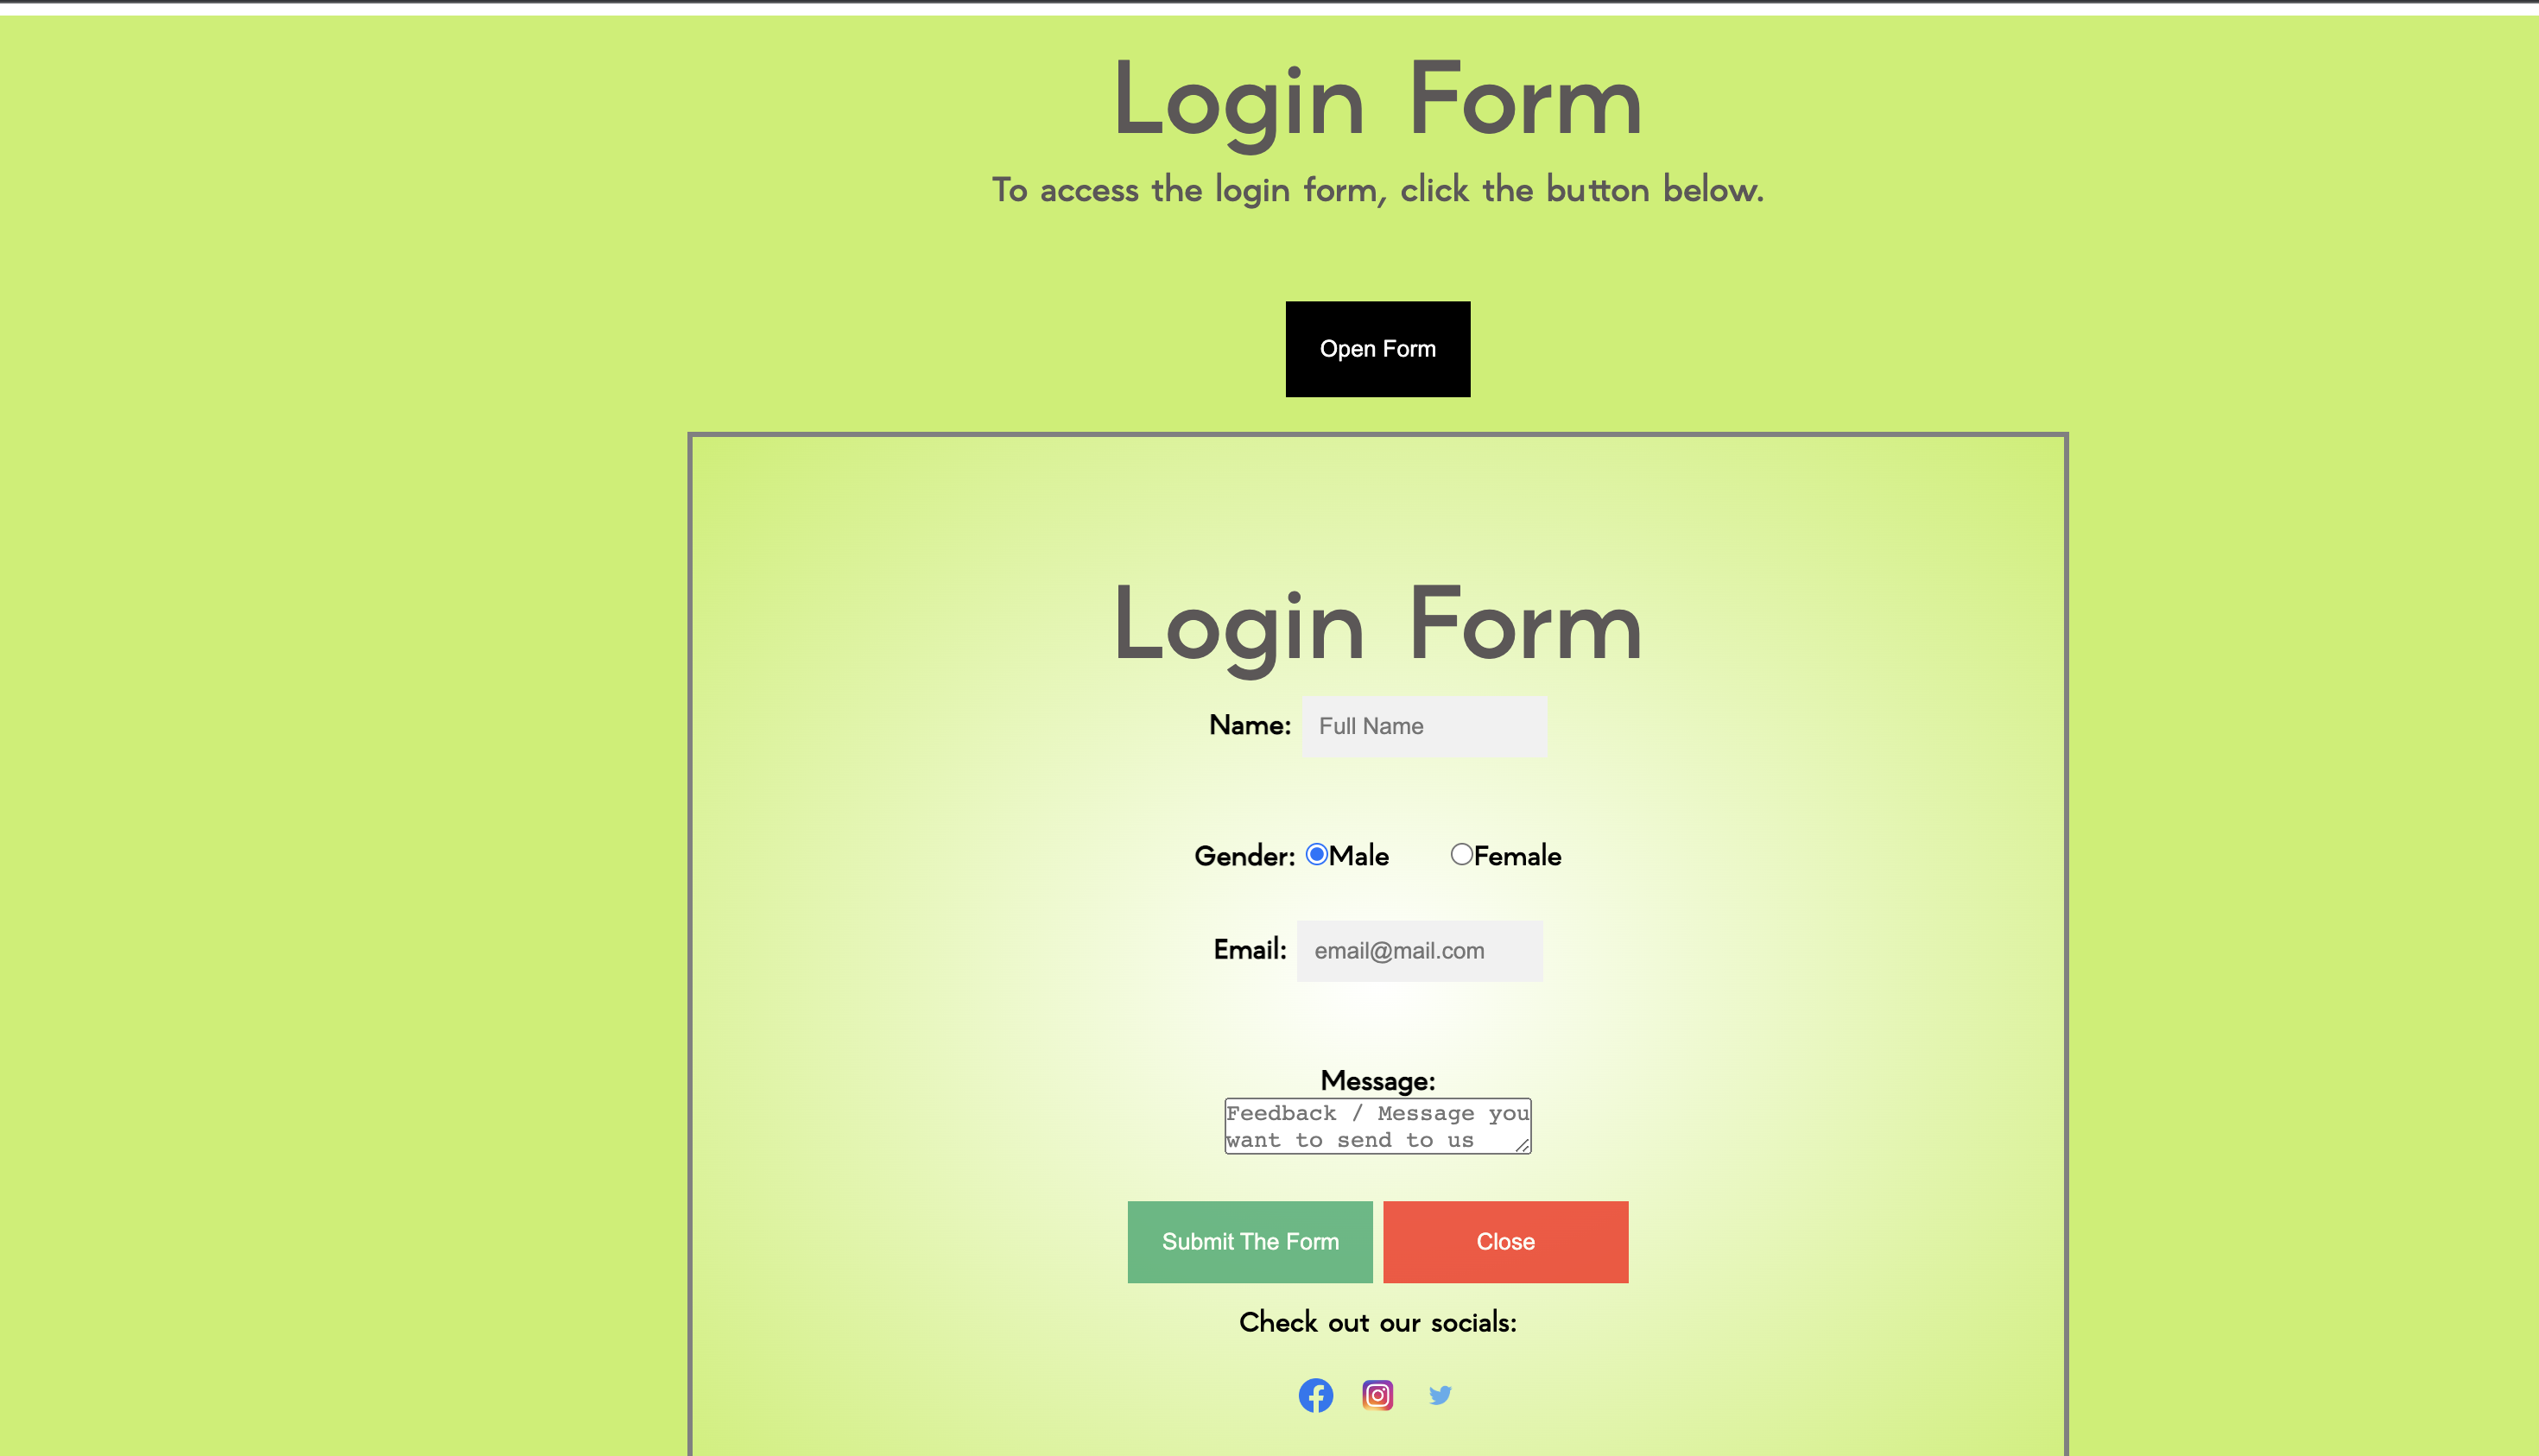 Login Form
To access the login form, click the button below.
Open Form
Login Form
Name: Full Name
Gender: Male Female
Email: email@mail.com
Message:
Feedback / Message you
want to send to us
Submit The Form Close
Check out our socials: